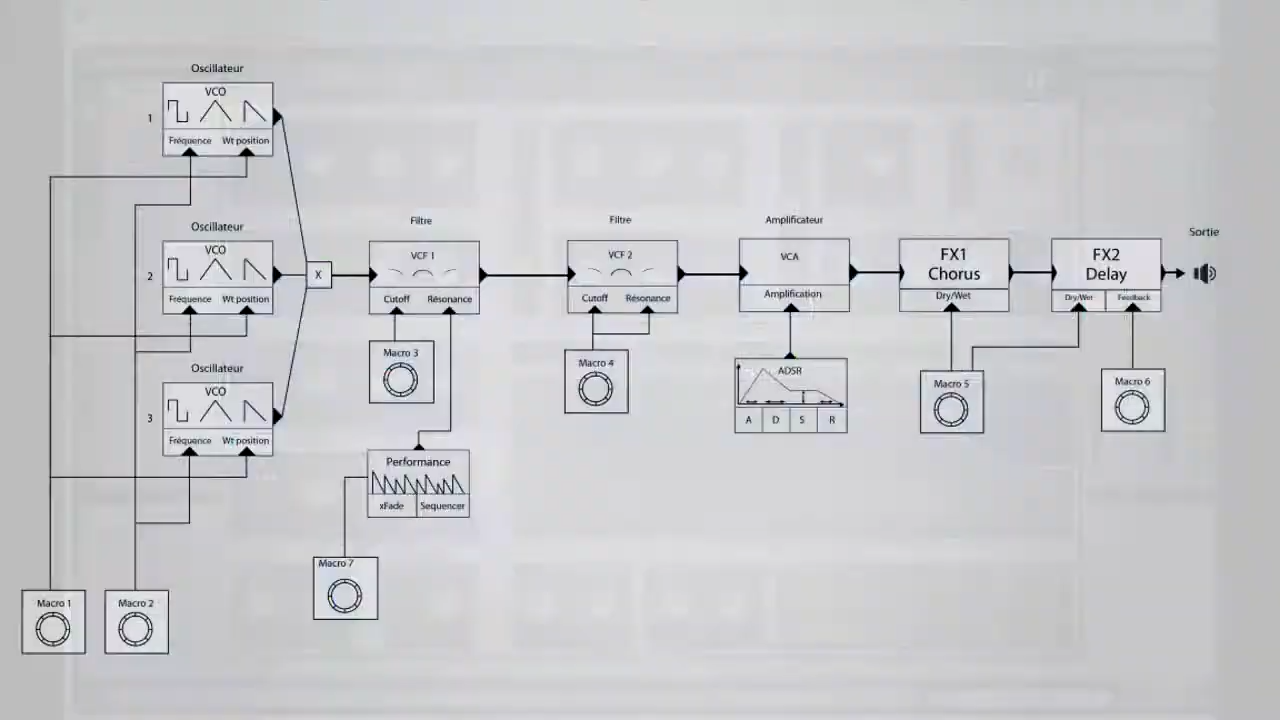 Oscillateur
VCO
1
Fréquence Wt position
Oscillateur
VCO
2
Fréquence Wt position
Oscillateur
VCO
3
Fréquence Wt position
X
Filtre
VCF 1
Cutoff Résonance
Macro 3
Filtre
VCF 2
Cutoff Résonance
Macro 4
Amplificateur
VCA
Amplification
ADSR
A D S R
FX1
Chorus
Dry/Wet
Macro 5
FX2
Delay
Dry/Wet Feedback
Macro 6
Sortie
Performance
xFade Sequencer
Macro 7
Macro 1
Macro 2